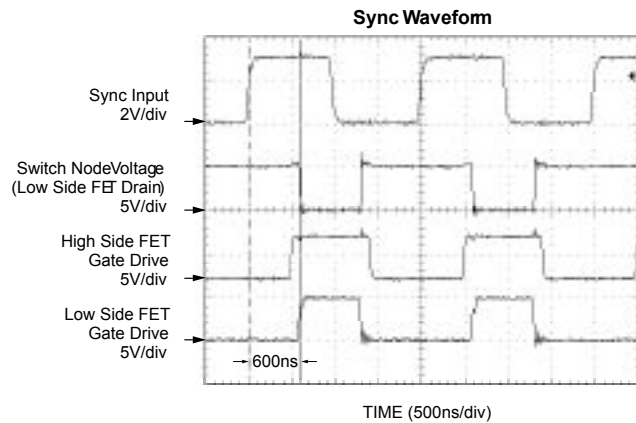 Sync Waveform
Sync Input
2V/div
Switch NodeVoltage
(Low Side FET Drain)
5V/div
High Side FET
Gate Drive
5V/div
Low Side FET
Gate Drive
5V/div
600ns
TIME (500ns/div)